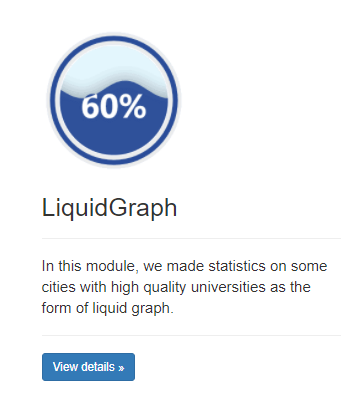 60%
LiquidGraph
In this module, we made statistics on some
cities with high quality universities as the
form of liquid graph.
View details »